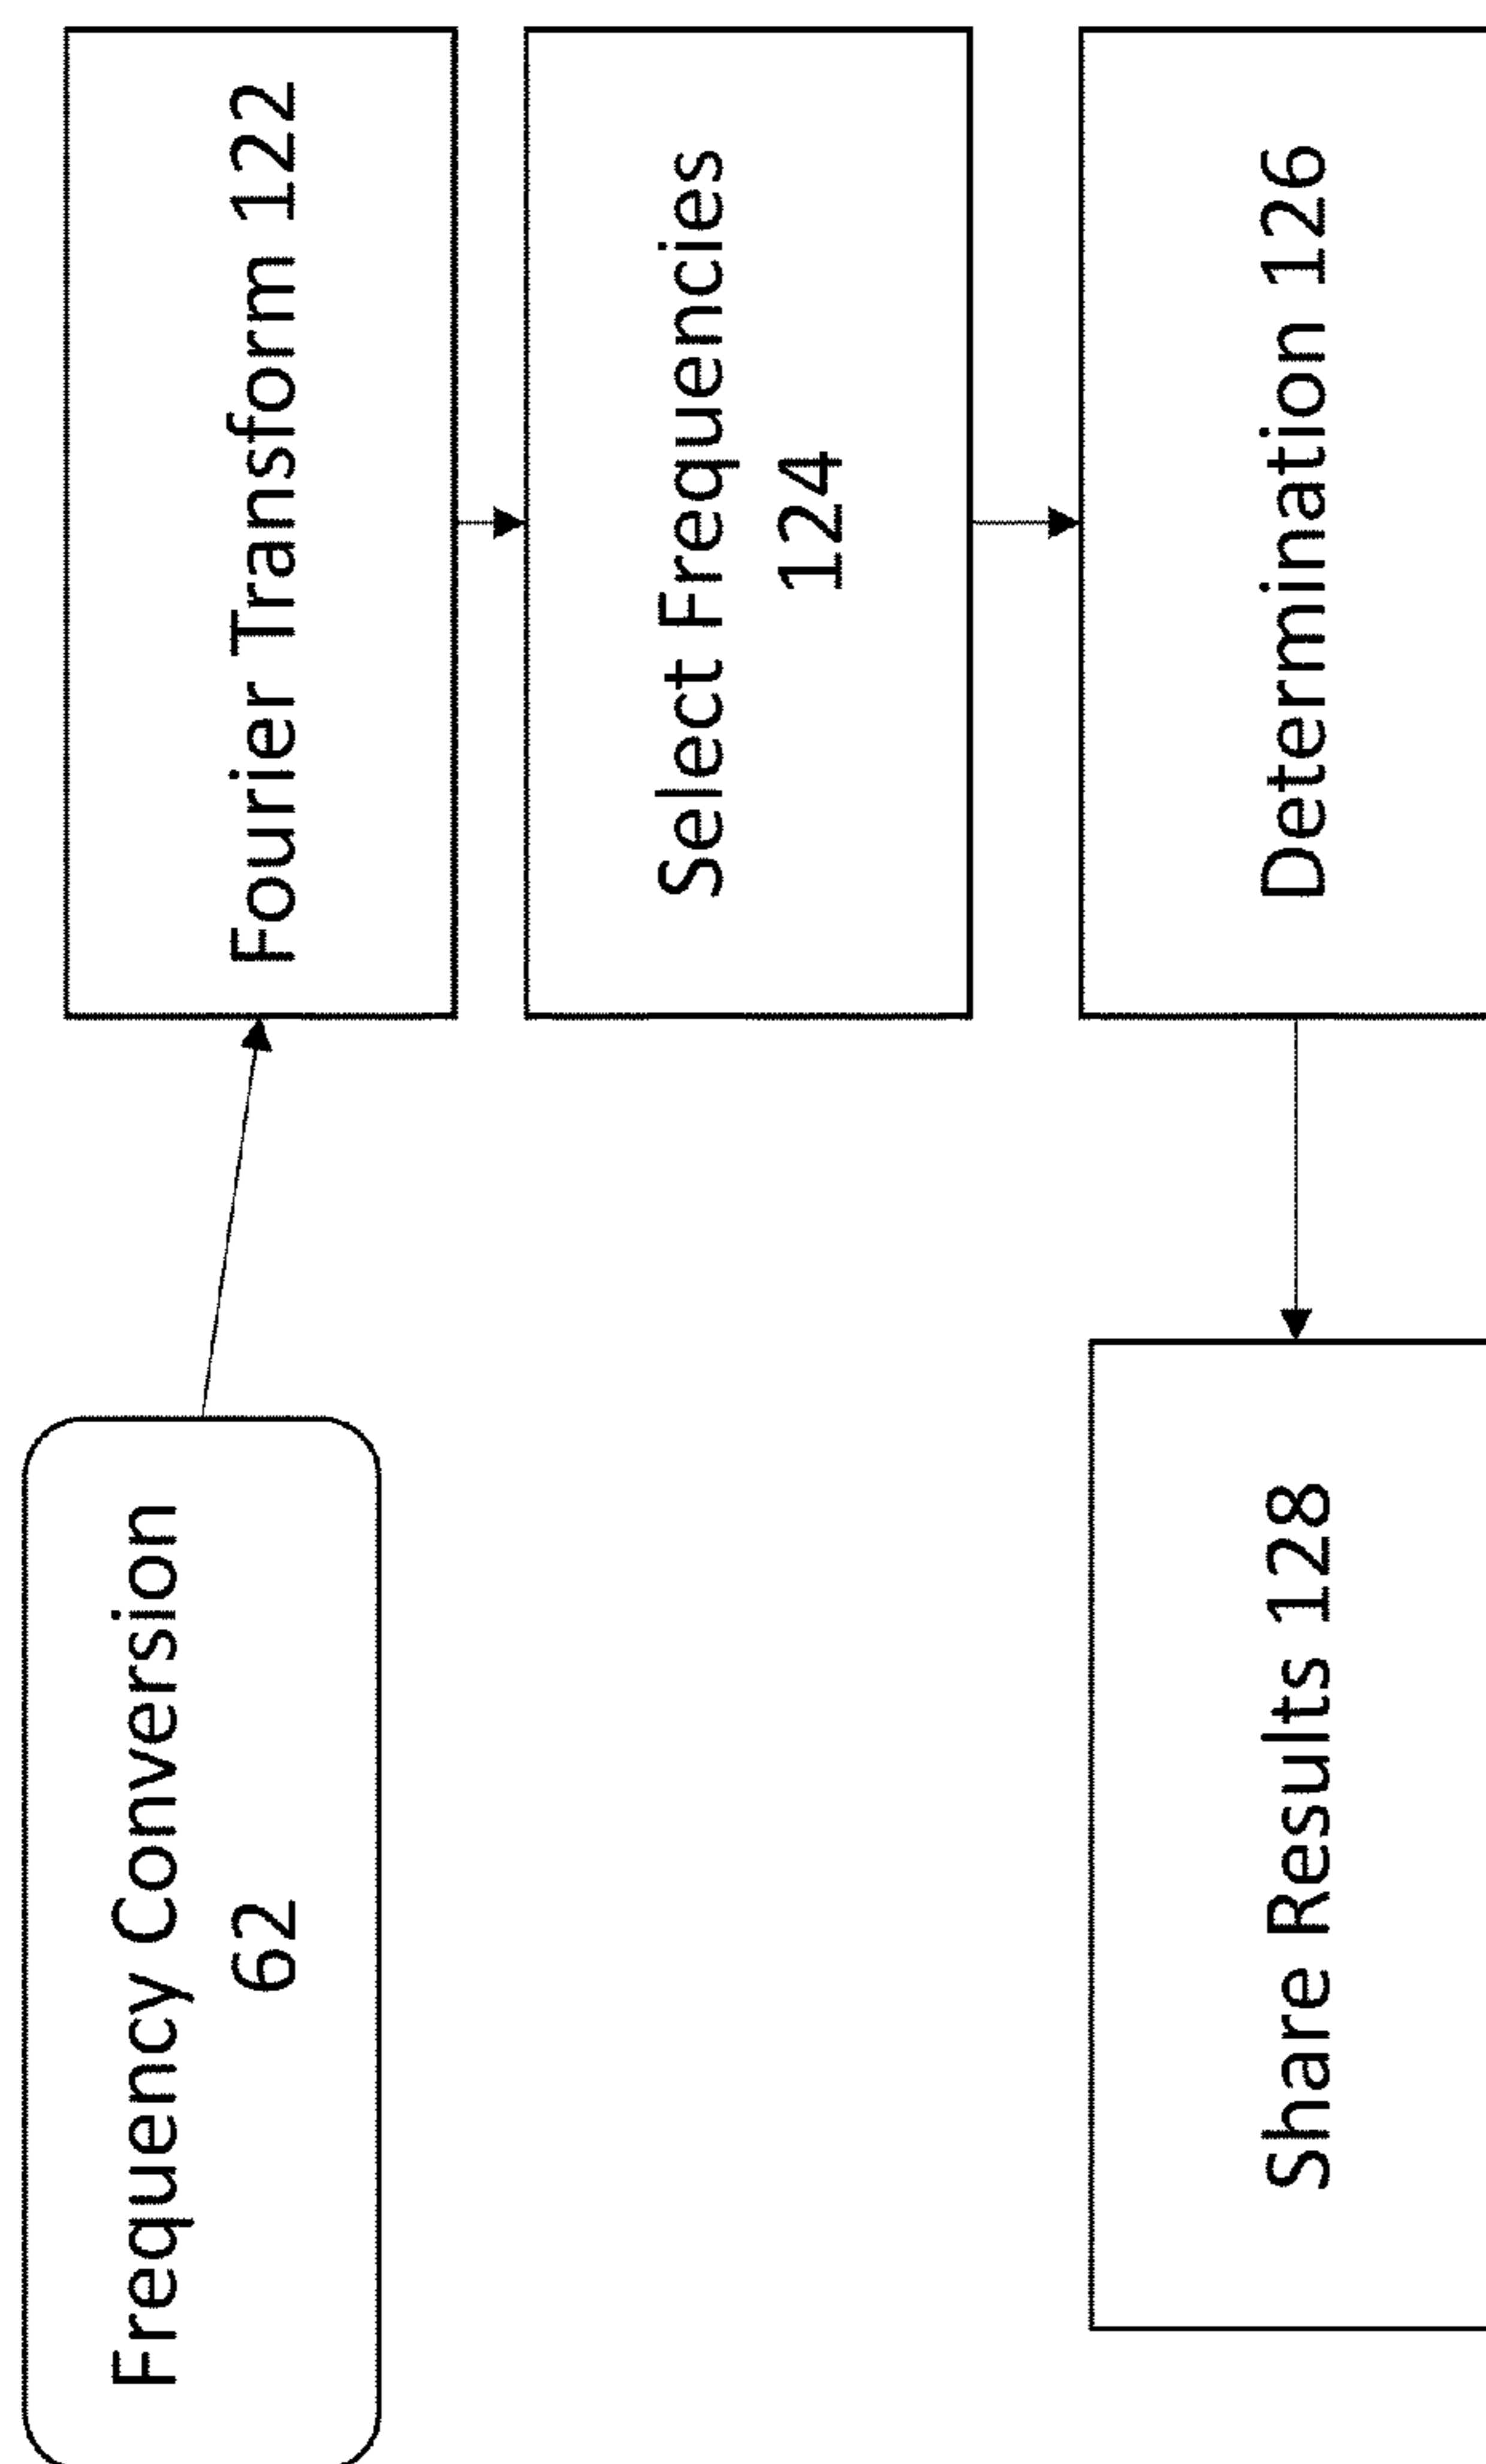 Frequency Conversion
62
Fourier Transform 122
Select Frequencies
124
Determination 126
Share Results 128